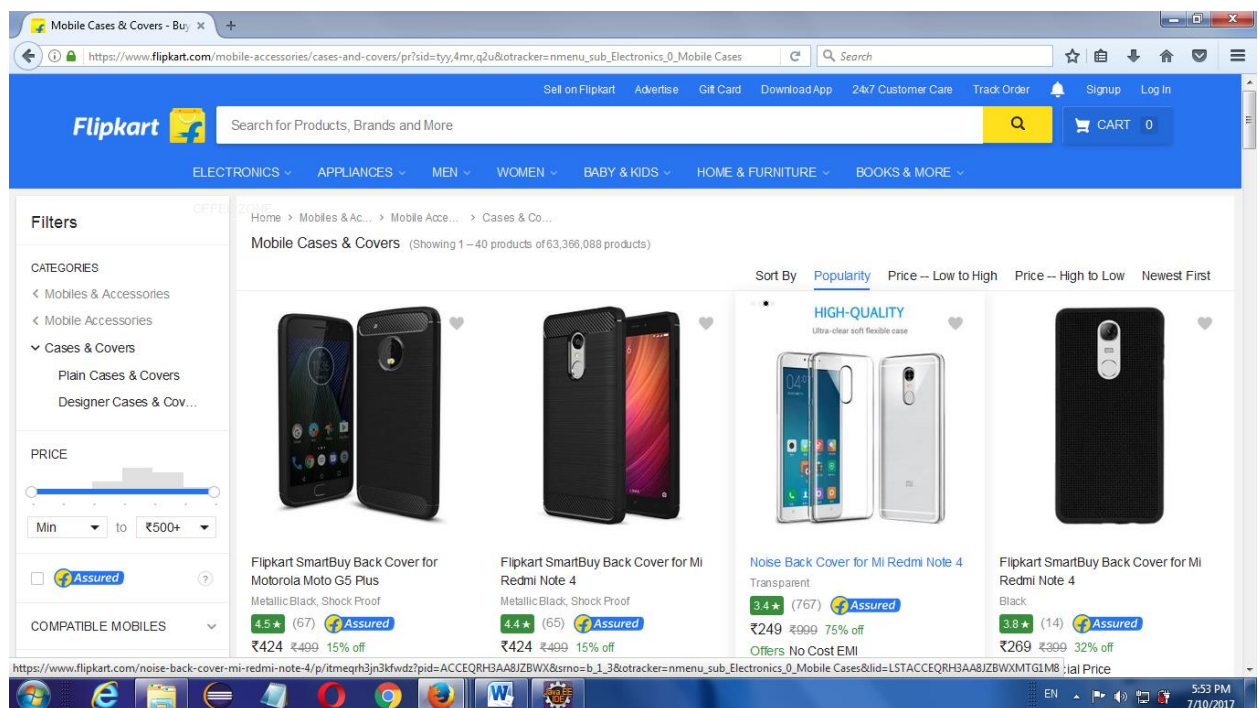 Mobile Cases & Covers - Buy
https://www.flipkart.com/mobile-accessories/cases-and-covers/pr?sid=tyy,4mr,q2u&otracker=nmenu_sub_Electronics_0_Mobile Cases
Search
Sell on Flipkart Advertise Gift Card Download App 24x7 Customer Care Track Order Signup Log In
Flipkart Search for Products, Brands and More CART 0
ELECTRONICS APPLIANCES MEN WOMEN BABY & KIDS HOME & FURNITURE BOOKS & MORE
OFFER ZONE
Filters
Home > Mobiles & Ac... > Mobile Acce... > Cases & Co...
Mobile Cases & Covers (Showing 1 – 40 products of 63,366,088 products)
Sort By Popularity Price -- Low to High Price -- High to Low Newest First
CATEGORIES
Mobiles & Accessories
Mobile Accessories
Cases & Covers
Plain Cases & Covers
Designer Cases & Cov...
PRICE
Min to ₹500+
Assured ?
COMPATIBLE MOBILES
HIGH-QUALITY
Ultra-clear soft flexible case
Flipkart SmartBuy Back Cover for
Motorola Moto G5 Plus
Metallic Black, Shock Proof
4.5★ (67) Assured
₹424 ₹499 15% off
Flipkart SmartBuy Back Cover for Mi
Redmi Note 4
Metallic Black, Shock Proof
4.4★ (65) Assured
₹424 ₹499 15% off
Noise Back Cover for Mi Redmi Note 4
Transparent
3.4★ (767) Assured
₹249 ₹999 75% off
Offers No Cost EMI
Flipkart SmartBuy Back Cover for Mi
Redmi Note 4
Black
3.8★ (14) Assured
₹269 ₹399 32% off
ial Price
https://www.flipkart.com/noise-back-cover-mi-redmi-note-4/p/itmeqrh3jn3kfwdz?pid=ACCEQRH3AA8JZBWX&srno=b_1_3&otracker=nmenu_sub_Electronics_0_Mobile Cases&lid=LSTACCEQRH3AA8JZBWXMTG1M8
Java EE
IDE
EN
5:53 PM
7/10/2017